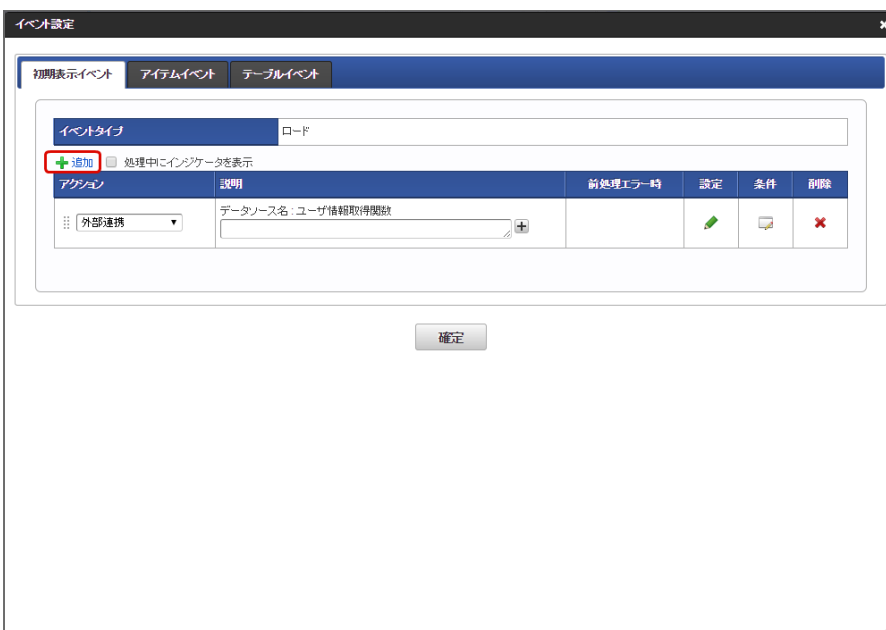 イベント設定
初期表示イベント アイテムイベント テーブルイベント
イベントタイプ ロード
追加 処理中にインジケータを表示
アクション 説明 前処理エラー時 設定 条件 削除
外部連携 データソース名 : ユーザ情報取得関数
確定